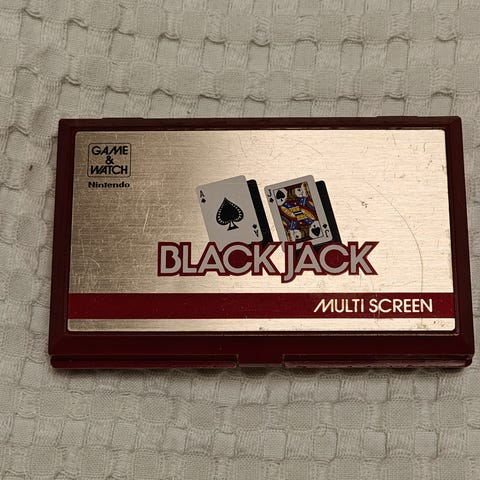 GAME
&
WATCH
Nintendo
A
A
J
J
BLACK JACK
MULTI SCREEN